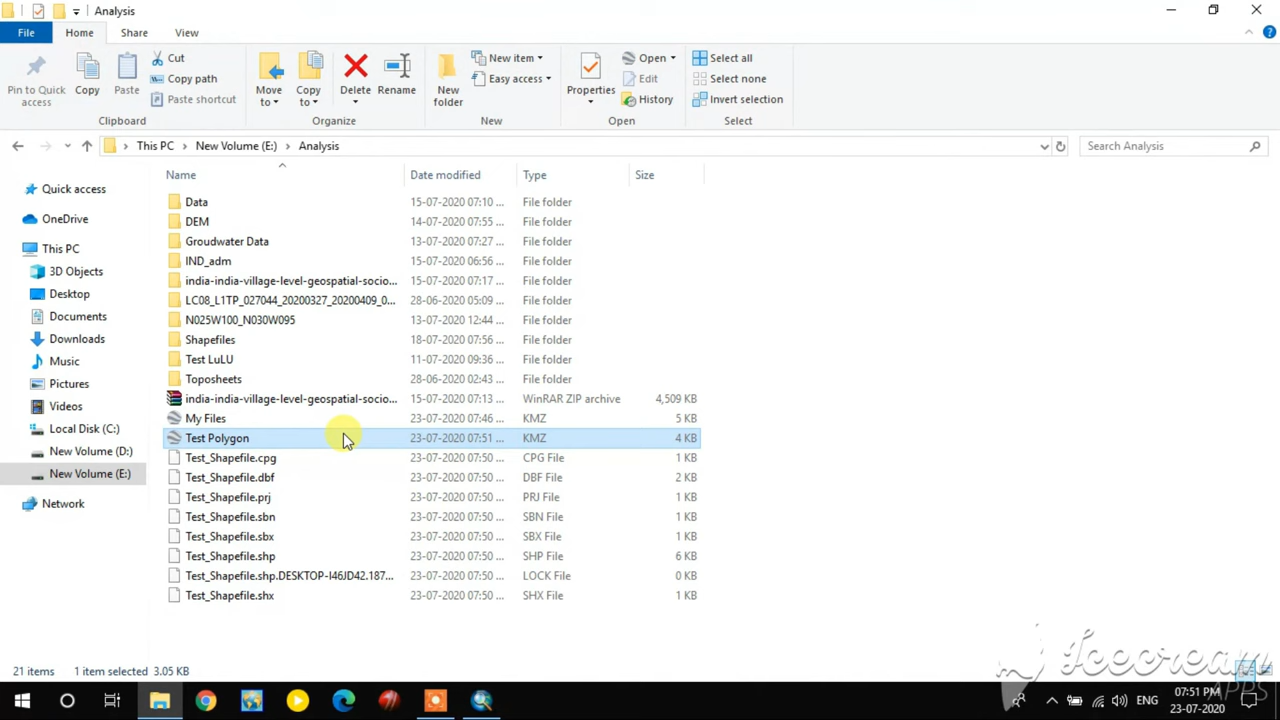 Analysis
File Home Share View
Pin to Quick access
Copy
Paste
Cut
Copy path
Paste shortcut
Clipboard
Move to
Copy to
Delete
Rename
Organize
New folder
New item
Easy access
New
Properties
Open
Edit
History
Open
Select all
Select none
Invert selection
Select
This PC > New Volume (E:) > Analysis
Search Analysis
Quick access
OneDrive
This PC
3D Objects
Desktop
Documents
Downloads
Music
Pictures
Videos
Local Disk (C:)
New Volume (D:)
New Volume (E:)
Network
Name Date modified Type Size
Data 15-07-2020 07:10 ... File folder
DEM 14-07-2020 07:55 ... File folder
Groudwater Data 13-07-2020 07:27 ... File folder
IND_adm 15-07-2020 06:56 ... File folder
india-india-village-level-geospatial-socio... 15-07-2020 07:17 ... File folder
LC08_L1TP_027044_20200327_20200409_0... 28-06-2020 05:09 ... File folder
N025W100_N030W095 13-07-2020 12:44 ... File folder
Shapefiles 18-07-2020 07:56 ... File folder
Test LuLU 11-07-2020 09:36 ... File folder
Toposheets 28-06-2020 02:43 ... File folder
india-india-village-level-geospatial-socio... 15-07-2020 07:13 ... WinRAR ZIP archive 4,509 KB
My Files 23-07-2020 07:46 ... KMZ 5 KB
Test Polygon 23-07-2020 07:51 ... KMZ 4 KB
Test_Shapefile.cpg 23-07-2020 07:50 ... CPG File 1 KB
Test_Shapefile.dbf 23-07-2020 07:50 ... DBF File 2 KB
Test_Shapefile.prj 23-07-2020 07:50 ... PRJ File 1 KB
Test_Shapefile.sbn 23-07-2020 07:50 ... SBN File 1 KB
Test_Shapefile.sbx 23-07-2020 07:50 ... SBX File 1 KB
Test_Shapefile.shp 23-07-2020 07:50 ... SHP File 6 KB
Test_Shapefile.shp.DESKTOP-I46JD42.187... 23-07-2020 07:50 ... LOCK File 0 KB
Test_Shapefile.shx 23-07-2020 07:50 ... SHX File 1 KB
21 items 1 item selected 3.05 KB
Icecream
APPS
ENG
07:51 PM
23-07-2020